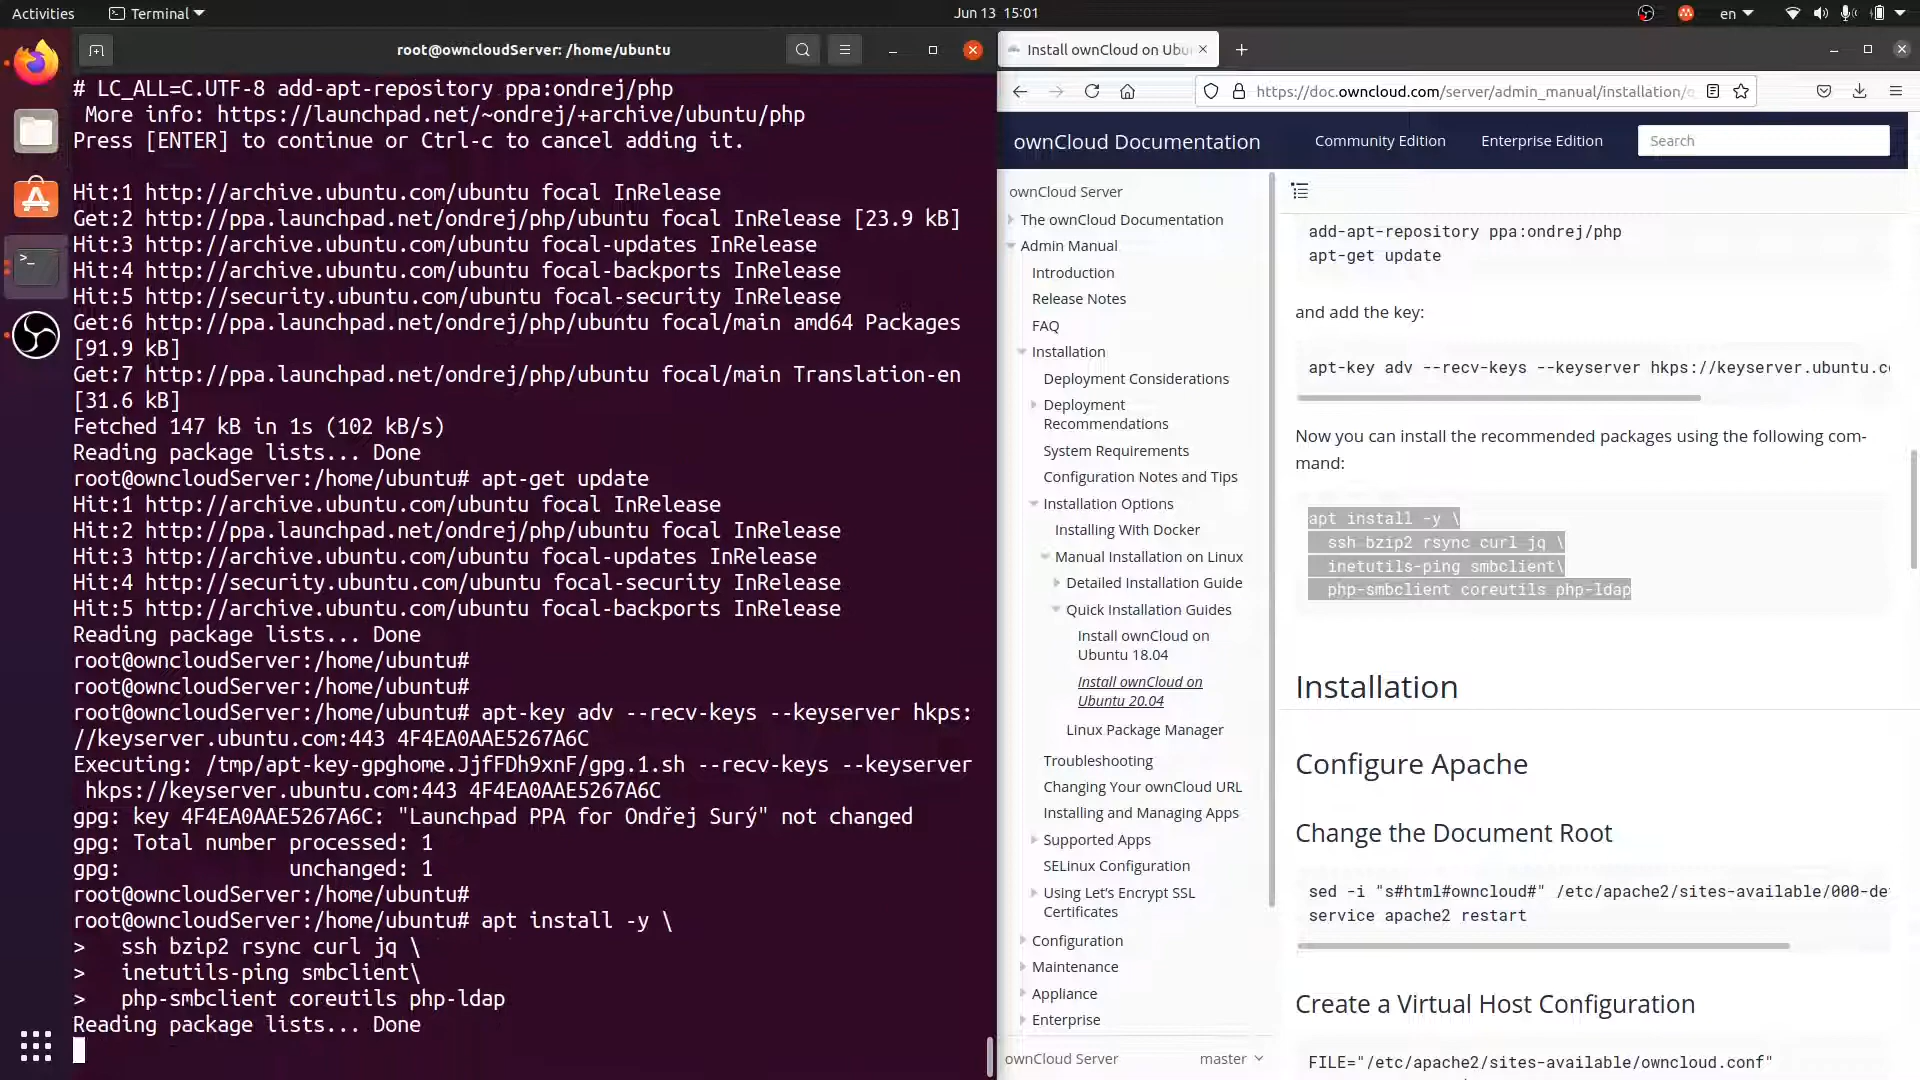 Activities
Terminal
Jun 13 15:01
en
root@owncloudServer: /home/ubuntu
# LC_ALL=C.UTF-8 add-apt-repository ppa:ondrej/php
More info: https://launchpad.net/~ondrej/+archive/ubuntu/php
Press [ENTER] to continue or Ctrl-c to cancel adding it.
Hit:1 http://archive.ubuntu.com/ubuntu focal InRelease
Get:2 http://ppa.launchpad.net/ondrej/php/ubuntu focal InRelease [23.9 kB]
Hit:3 http://archive.ubuntu.com/ubuntu focal-updates InRelease
Hit:4 http://archive.ubuntu.com/ubuntu focal-backports InRelease
Hit:5 http://security.ubuntu.com/ubuntu focal-security InRelease
Get:6 http://ppa.launchpad.net/ondrej/php/ubuntu focal/main amd64 Packages
[91.9 kB]
Get:7 http://ppa.launchpad.net/ondrej/php/ubuntu focal/main Translation-en
[31.6 kB]
Fetched 147 kB in 1s (102 kB/s)
Reading package lists... Done
root@owncloudServer:/home/ubuntu# apt-get update
Hit:1 http://archive.ubuntu.com/ubuntu focal InRelease
Hit:2 http://ppa.launchpad.net/ondrej/php/ubuntu focal InRelease
Hit:3 http://archive.ubuntu.com/ubuntu focal-updates InRelease
Hit:4 http://security.ubuntu.com/ubuntu focal-security InRelease
Hit:5 http://archive.ubuntu.com/ubuntu focal-backports InRelease
Reading package lists... Done
root@owncloudServer:/home/ubuntu#
root@owncloudServer:/home/ubuntu#
root@owncloudServer:/home/ubuntu# apt-key adv --recv-keys --keyserver hkps:
//keyserver.ubuntu.com:443 4F4EA0AAE5267A6C
Executing: /tmp/apt-key-gpghome.JjfFDh9xnF/gpg.1.sh --recv-keys --keyserver
hkps://keyserver.ubuntu.com:443 4F4EA0AAE5267A6C
gpg: key 4F4EA0AAE5267A6C: "Launchpad PPA for Ondřej Surý" not changed
gpg: Total number processed: 1
gpg:              unchanged: 1
root@owncloudServer:/home/ubuntu#
root@owncloudServer:/home/ubuntu# apt install -y \
>   ssh bzip2 rsync curl jq \
>   inetutils-ping smbclient\
>   php-smbclient coreutils php-ldap
Reading package lists... Done
Install ownCloud on Ubu
https://doc.owncloud.com/server/admin_manual/installation/
ownCloud Documentation
Community Edition
Enterprise Edition
Search
ownCloud Server
The ownCloud Documentation
Admin Manual
Introduction
Release Notes
FAQ
Installation
Deployment Considerations
Deployment
Recommendations
System Requirements
Configuration Notes and Tips
Installation Options
Installing With Docker
Manual Installation on Linux
Detailed Installation Guide
Quick Installation Guides
Install ownCloud on
Ubuntu 18.04
Install ownCloud on
Ubuntu 20.04
Linux Package Manager
Troubleshooting
Changing Your ownCloud URL
Installing and Managing Apps
Supported Apps
SELinux Configuration
Using Let's Encrypt SSL
Certificates
Configuration
Maintenance
Appliance
Enterprise
ownCloud Server
master
add-apt-repository ppa:ondrej/php
apt-get update
and add the key:
apt-key adv --recv-keys --keyserver hkps://keyserver.ubuntu.c
Now you can install the recommended packages using the following com-
mand:
apt install -y \
ssh bzip2 rsync curl jq \
inetutils-ping smbclient\
php-smbclient coreutils php-ldap
Installation
Configure Apache
Change the Document Root
sed -i "s#html#owncloud#" /etc/apache2/sites-available/000-de
service apache2 restart
Create a Virtual Host Configuration
FILE="/etc/apache2/sites-available/owncloud.conf"